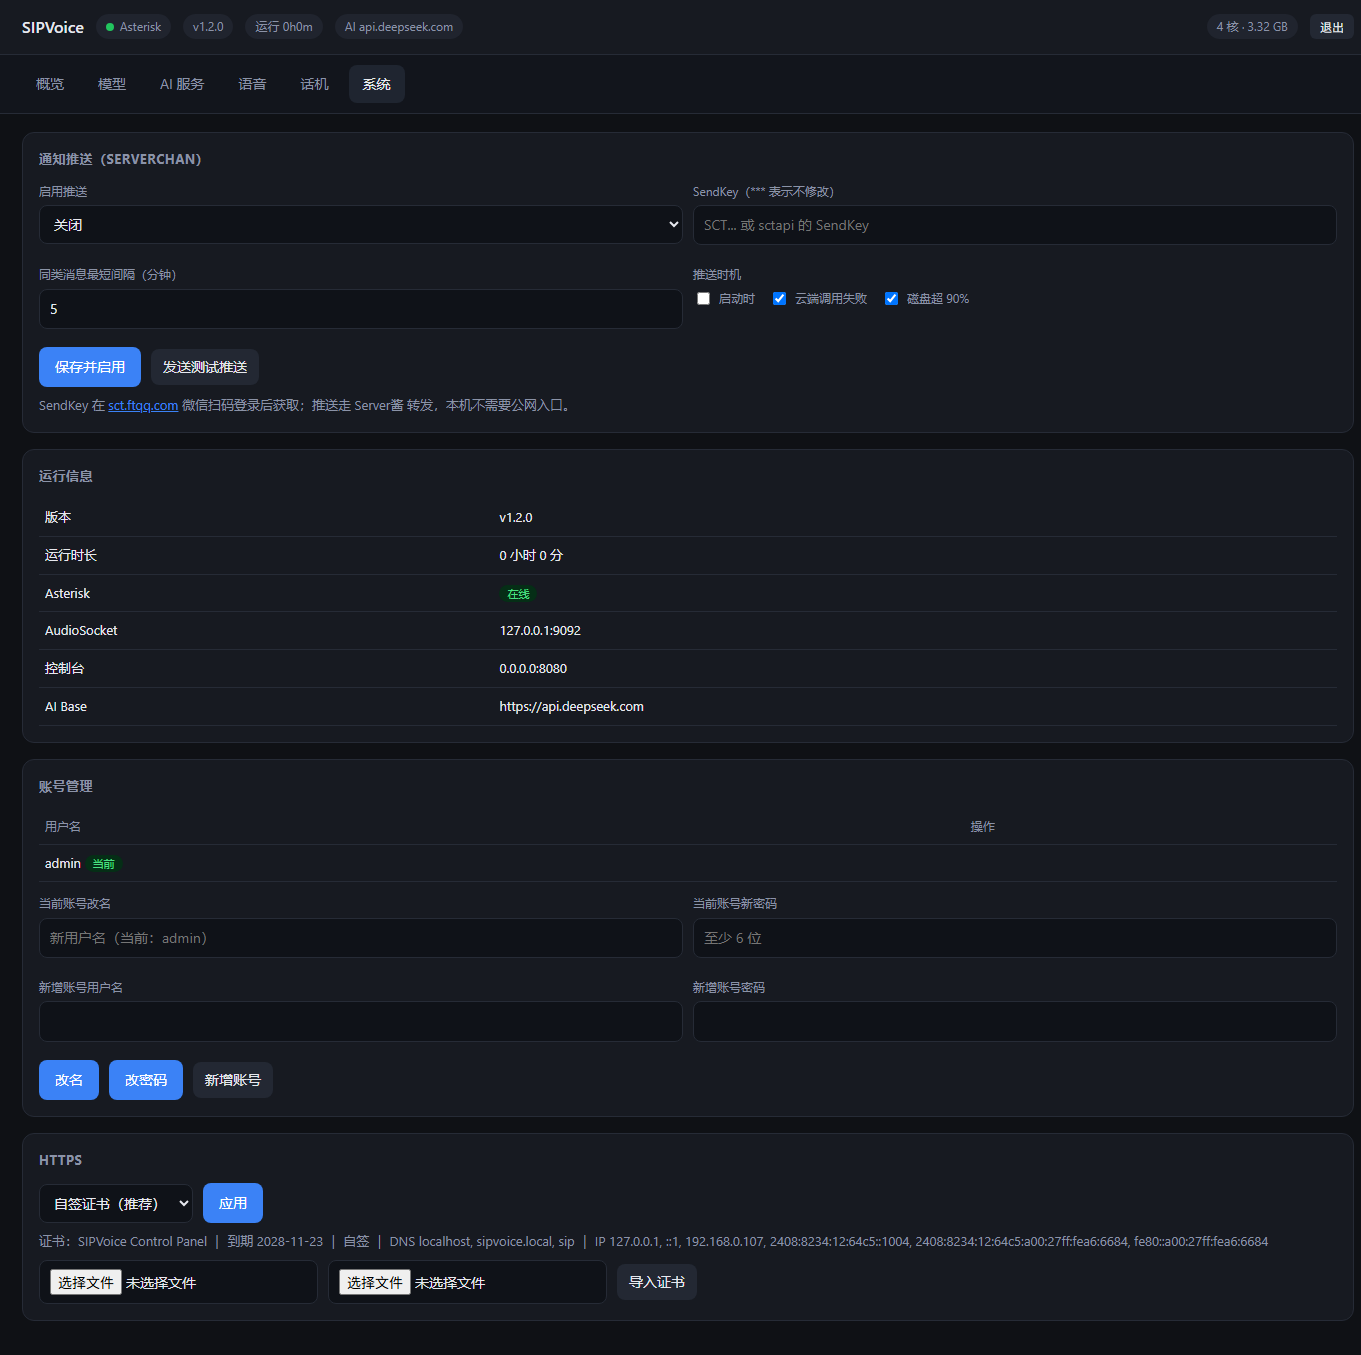 SIPVoice Asterisk v1.2.0 运行 0h0m AI api.deepseek.com 4 核 · 3.32 GB 退出
概览 模型 AI 服务 语音 话机 系统
通知推送（SERVERCHAN）
启用推送 SendKey（*** 表示不修改）
关闭 SCT... 或 sctapi 的 SendKey
同类消息最短间隔（分钟） 推送时机
5 启动时 云端调用失败 磁盘超 90%
保存并启用 发送测试推送
SendKey 在 sct.ftqq.com 微信扫码登录后获取；推送走 Server酱 转发，本机不需要公网入口。
运行信息
版本 v1.2.0
运行时长 0 小时 0 分
Asterisk 在线
AudioSocket 127.0.0.1:9092
控制台 0.0.0.0:8080
AI Base https://api.deepseek.com
账号管理
用户名 操作
admin 当前
当前账号改名 当前账号新密码
新用户名（当前：admin） 至少 6 位
新增账号用户名 新增账号密码
改名 改密码 新增账号
HTTPS
自签证书（推荐） 应用
证书：SIPVoice Control Panel | 到期 2028-11-23 | 自签 | DNS localhost, sipvoice.local, sip | IP 127.0.0.1, ::1, 192.168.0.107, 2408:8234:12:64c5::1004, 2408:8234:12:64c5:a00:27ff:fea6:6684, fe80::a00:27ff:fea6:6684
选择文件 未选择文件 选择文件 未选择文件 导入证书